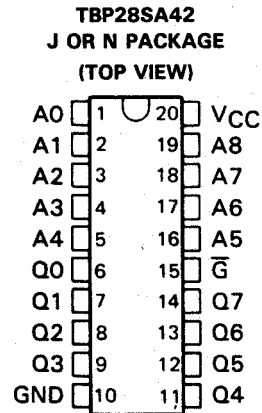 TBP28SA42
J OR N PACKAGE
(TOP VIEW)
A0 1 20 VCC
A1 2 19 A8
A2 3 18 A7
A3 4 17 A6
A4 5 16 A5
Q0 6 15 G̅
Q1 7 14 Q7
Q2 8 13 Q6
Q3 9 12 Q5
GND 10 11 Q4